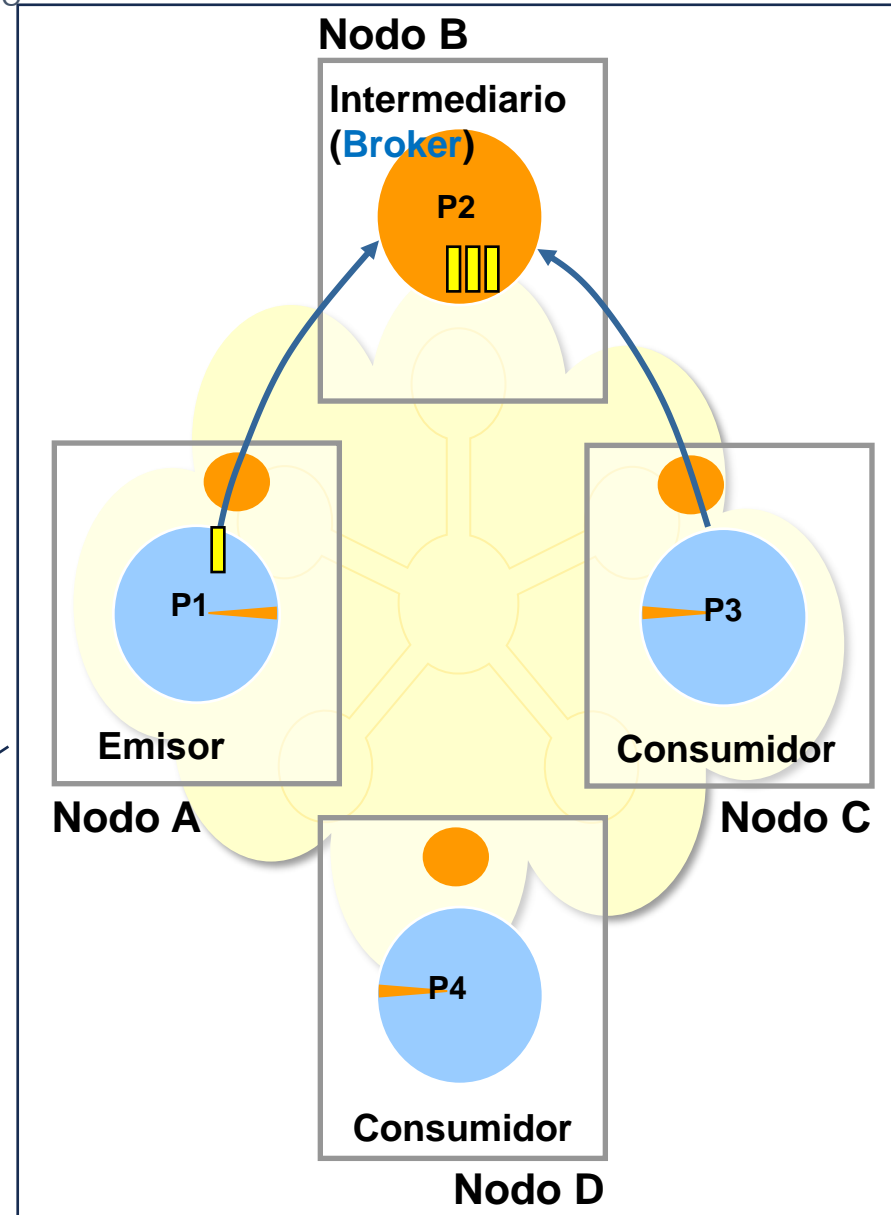 Nodo B
Intermediario
(Broker)
P2
P1
Emisor
Nodo A
P3
Consumidor
Nodo C
P4
Consumidor
Nodo D